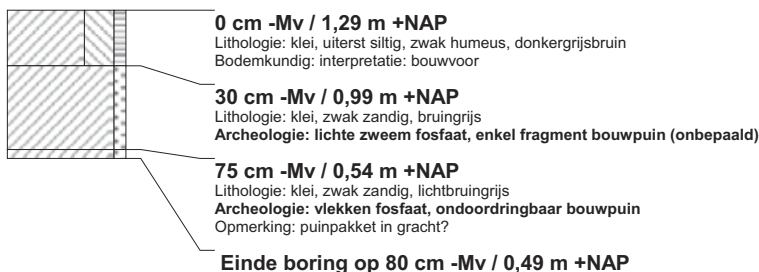 0 cm -Mv / 1,29 m +NAP
Lithologie: klei, uiterst siltig, zwak humeus, donkergrijsbruin
Bodemkundig: interpretatie: bouwvoor
30 cm -Mv / 0,99 m +NAP
Lithologie: klei, zwak zandig, bruingrijs
Archeologie: lichte zweem fosfaat, enkel fragment bouwpuin (onbepaald)
75 cm -Mv / 0,54 m +NAP
Lithologie: klei, zwak zandig, lichtbruingrijs
Archeologie: vlekken fosfaat, ondoordringbaar bouwpuin
Opmerking: puinpakket in gracht?
Einde boring op 80 cm -Mv / 0,49 m +NAP